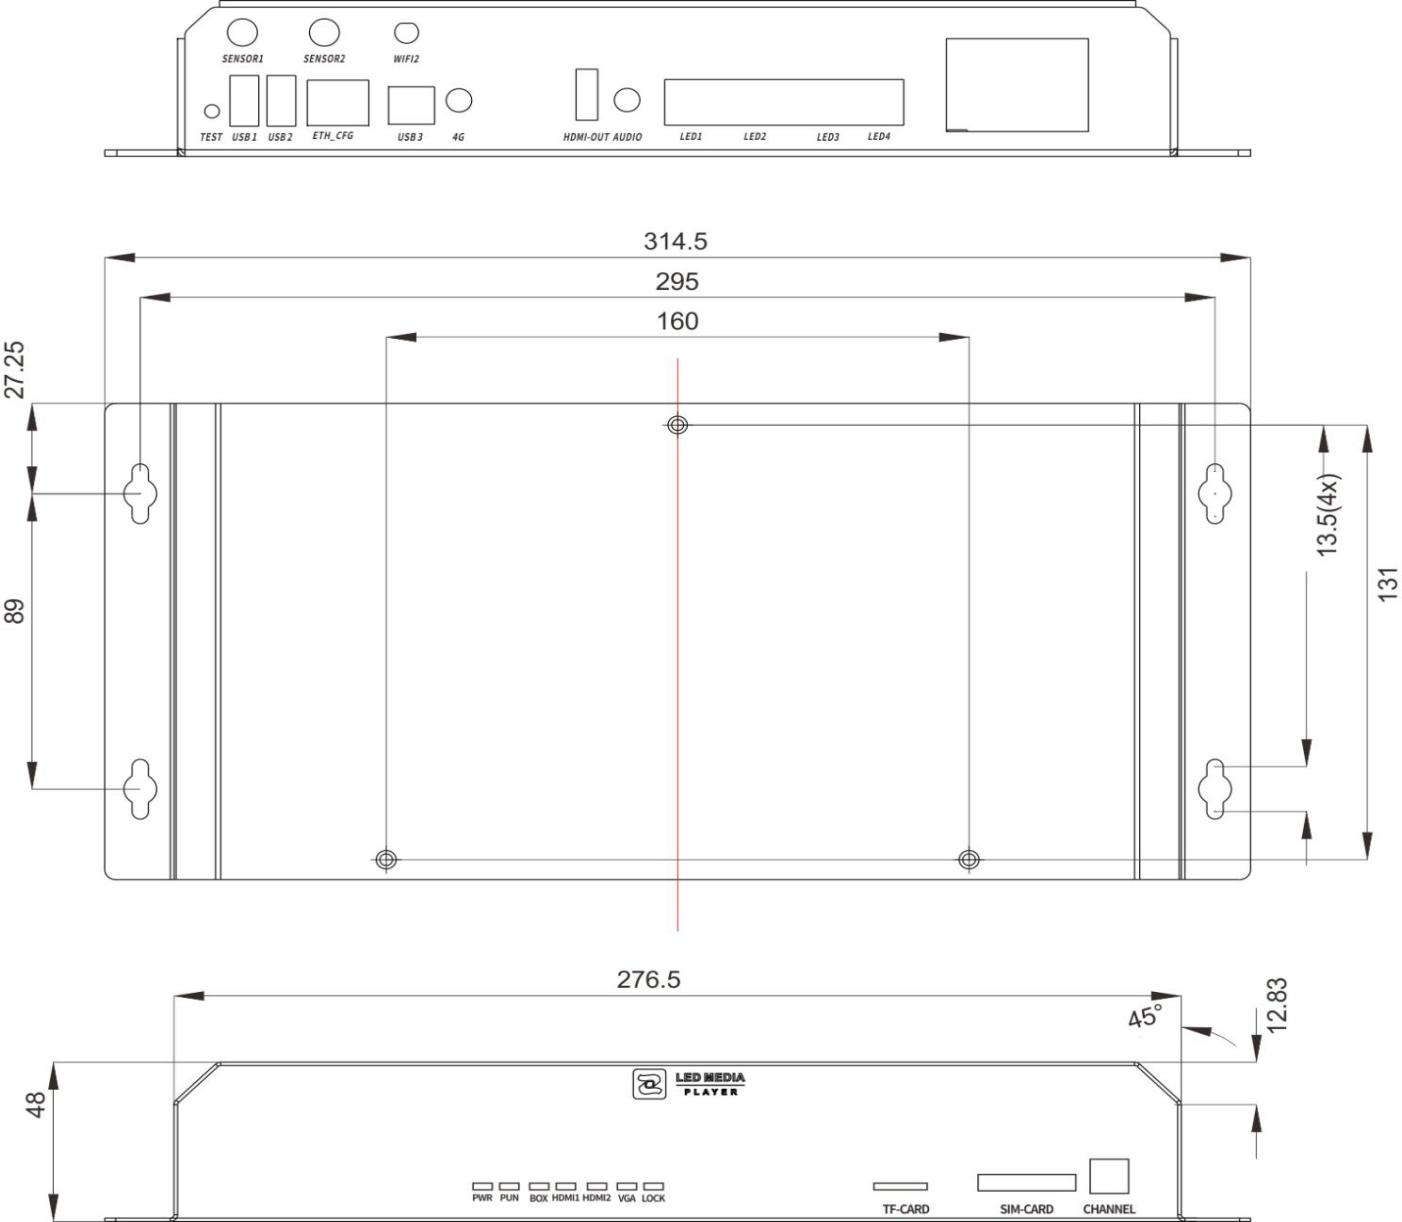 SENSOR1 SENSOR2 WIFI2
TEST USB1 USB2 ETH_CFG USB3 4G HDMI-OUT AUDIO LED1 LED2 LED3 LED4
314.5
295
160
27.25
89
13.5(4x)
131
276.5
45°
12.83
48
LED MEDIA
PLAYER
PWR PUN BOX HDMI1 HDMI2 VGA LOCK
TF-CARD SIM-CARD CHANNEL